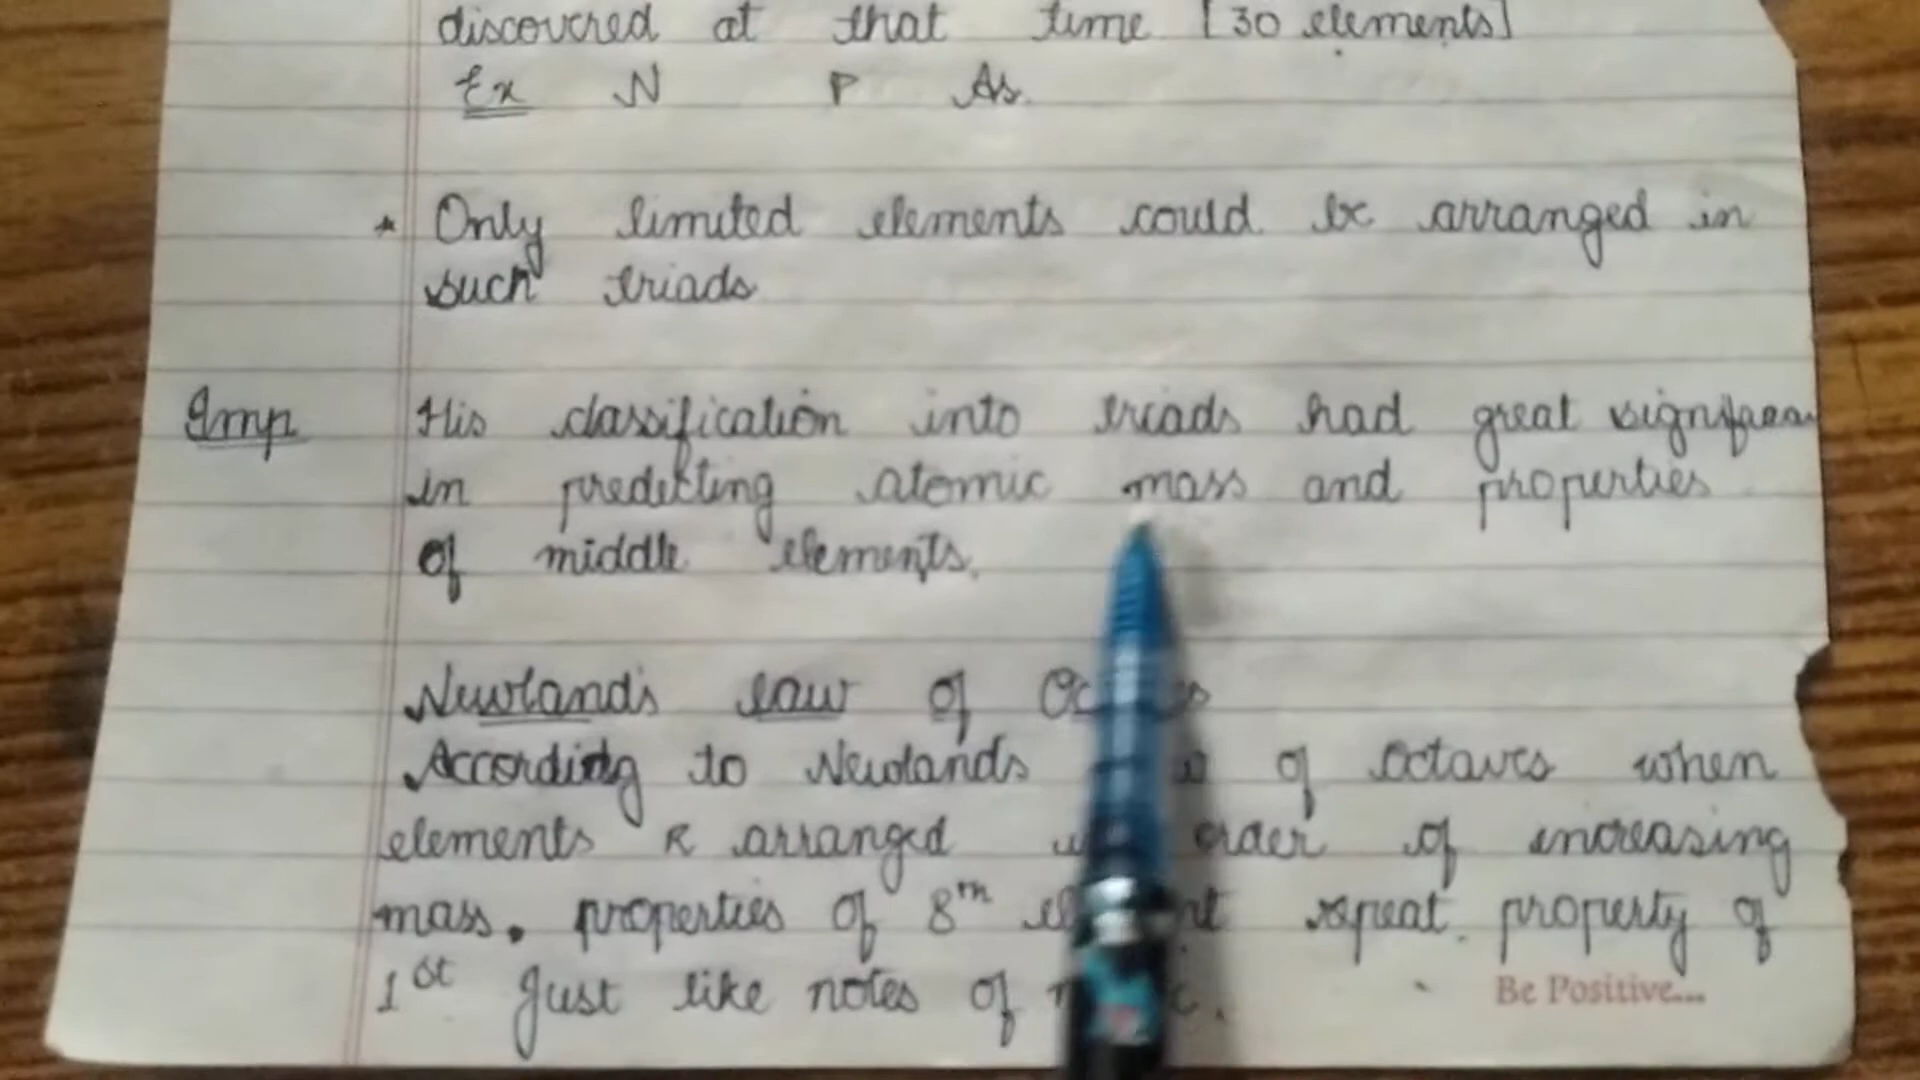 discovered at that time [30 elements]
Ex N P As.
* Only limited elements could be arranged in
such triads
Imp His classification into triads had great
in predikting atomic mass and properties
of middle elements.
Newlands law of
According to Newlands of octaves when
elements R arranged order of increasing
mass. properties of 8th repeat. property of
1st just like notes of
Be Positive...